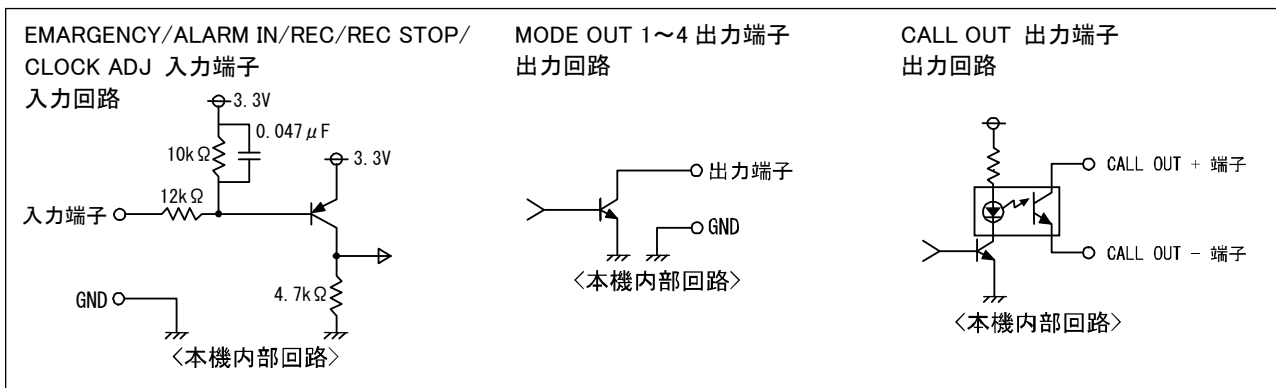 EMARGENCY/ALARM IN/REC/REC STOP/
CLOCK ADJ 入力端子
入力回路
3.3V
0.047μF
10kΩ
3.3V
12kΩ
入力端子
4.7kΩ
GND
〈本機内部回路〉
MODE OUT 1～4 出力端子
出力回路
出力端子
GND
〈本機内部回路〉
CALL OUT 出力端子
出力回路
CALL OUT + 端子
CALL OUT − 端子
〈本機内部回路〉